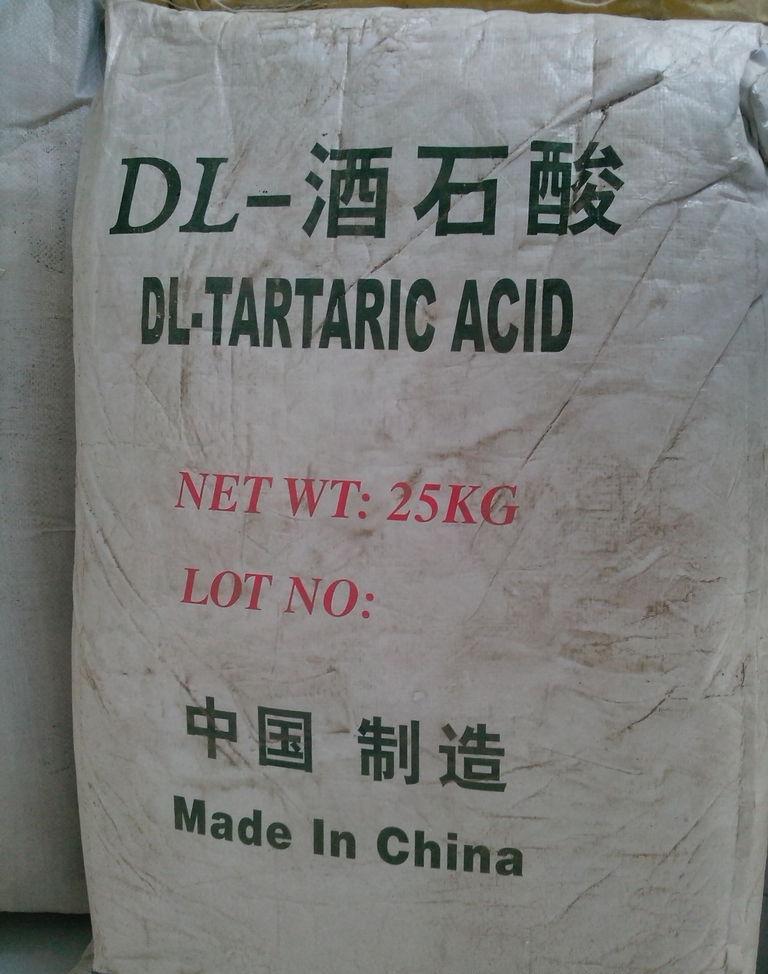 DL-酒石酸
DL-TARTARIC ACID
NET WT: 25KG
LOT NO:
中国 制造
Made In China